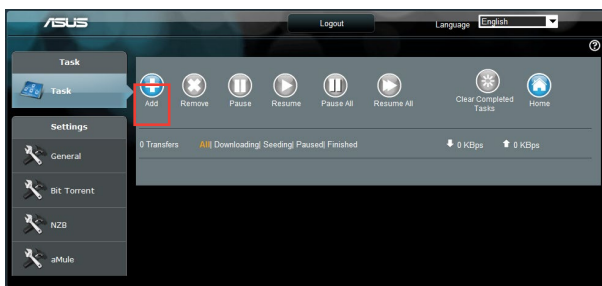 ASUS
Logout
Language English
Task
Task
Add
Remove
Pause
Resume
Pause All
Resume All
Clear Completed
Tasks
Home
0 Transfers All| Downloading| Seeding| Paused| Finished 0 KBps 0 KBps
Settings
General
Bit Torrent
NZB
aMule